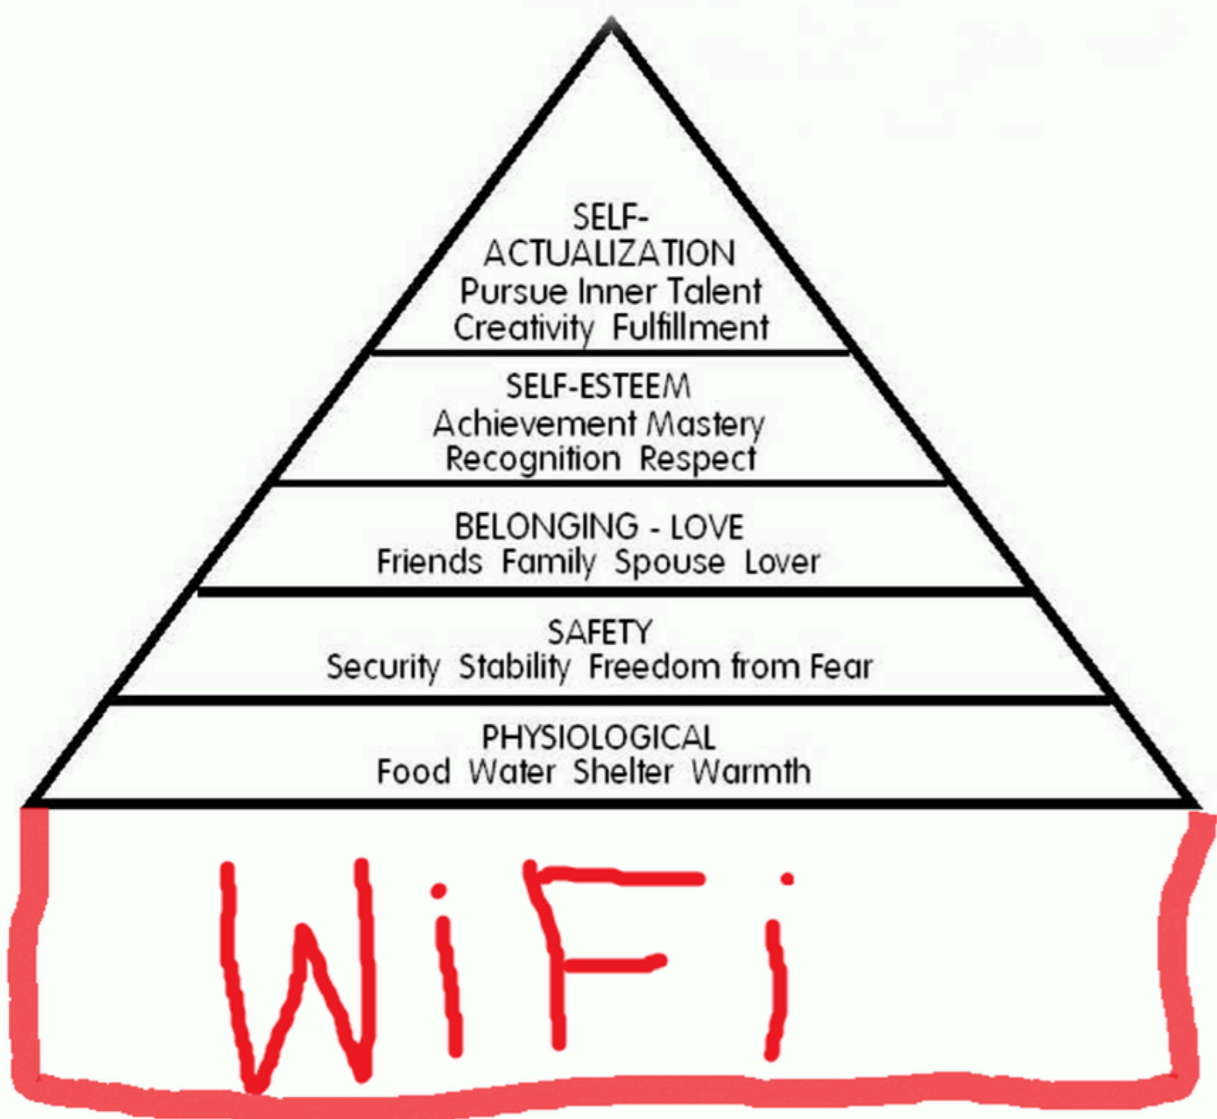 SELF-
ACTUALIZATION
Pursue Inner Talent
Creativity Fulfillment
SELF-ESTEEM
Achievement Mastery
Recognition Respect
BELONGING - LOVE
Friends Family Spouse Lover
SAFETY
Security Stability Freedom from Fear
PHYSIOLOGICAL
Food Water Shelter Warmth
WiFi